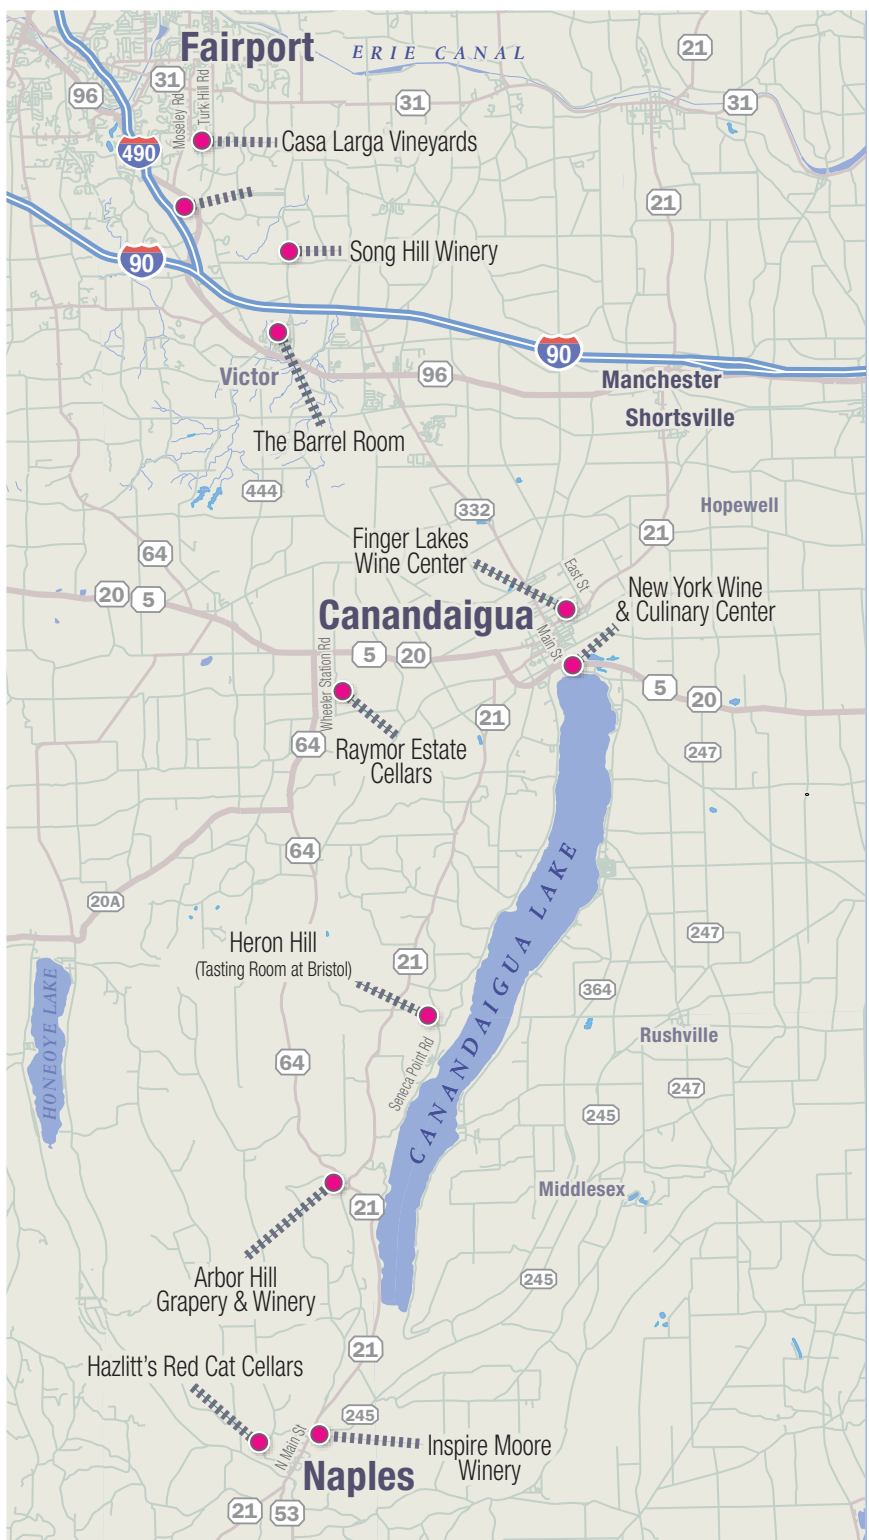 Fairport
ERIE CANAL
21
31
96
Moseley Rd
Turk Hill Rd
31
31
490
Casa Larga Vineyards
21
90
Song Hill Winery
90
Victor
96
Manchester
Shortsville
The Barrel Room
444
332
Hopewell
21
64
Finger Lakes
Wine Center
East St
20
5
Canandaigua
New York Wine
& Culinary Center
Main St
Wheeler Station Rd
5
20
5
20
21
64
Raymor Estate
Cellars
247
64
CANANDAIGUA LAKE
20A
Heron Hill
(Tasting Room at Bristol)
21
247
364
HONEOYE LAKE
Rushville
64
Seneca Point Rd
247
245
Middlesex
21
Arbor Hill
Grapery & Winery
245
21
Hazlitt's Red Cat Cellars
245
N Main St
Inspire Moore
Winery
Naples
21
53